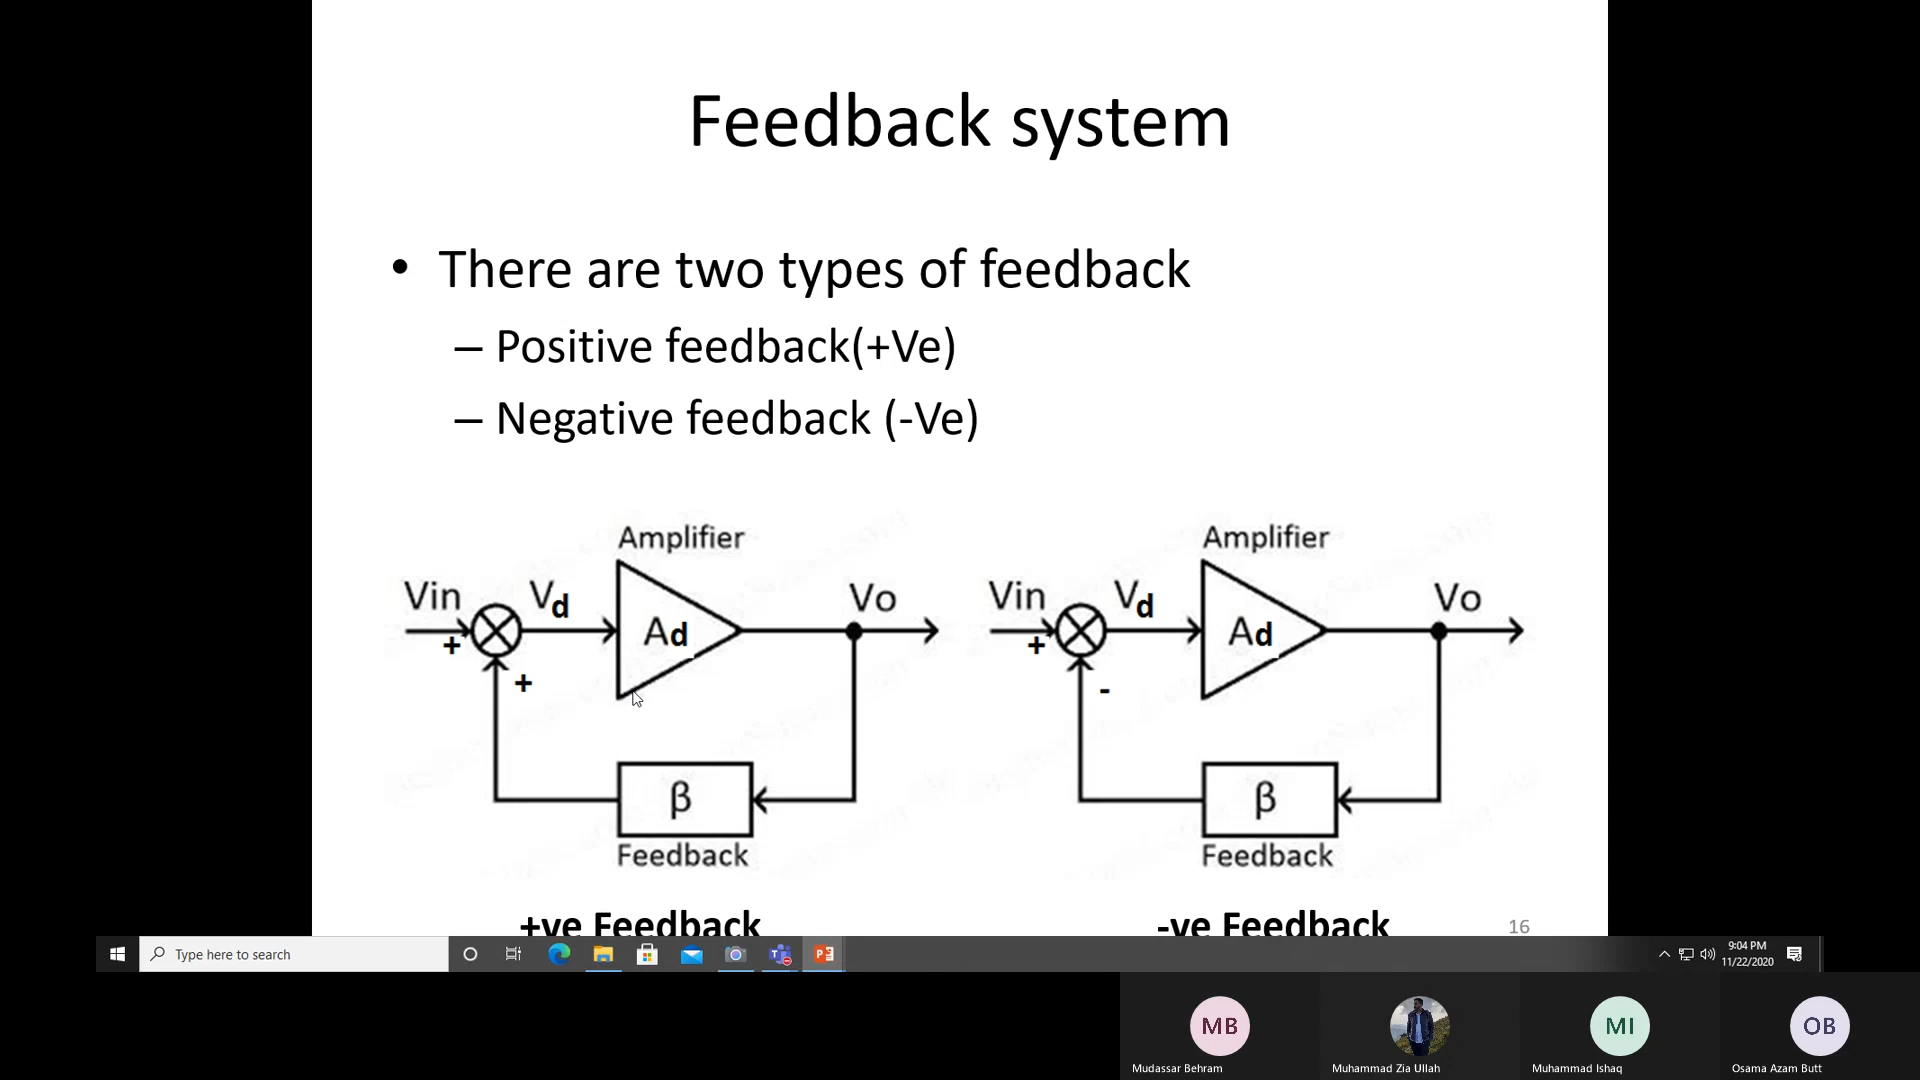 Feedback system
• There are two types of feedback
– Positive feedback(+Ve)
– Negative feedback (-Ve)
Amplifier
Vin
Vd
Ad
Vo
+
+
β
Feedback
+ve Feedback
Amplifier
Vin
Vd
Ad
Vo
+
-
β
Feedback
-ve Feedback
16
Type here to search
9:04 PM
11/22/2020
MB
MI
OB
Mudassar Behram
Muhammad Zia Ullah
Muhammad Ishaq
Osama Azam Butt